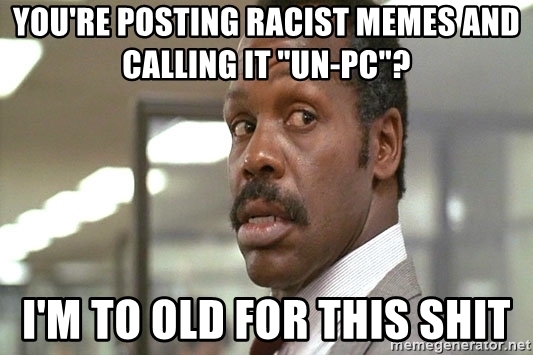 YOU'RE POSTING RACIST MEMES AND
CALLING IT "UN-PC"?
I'M TO OLD FOR THIS SHIT
memegenerator.net